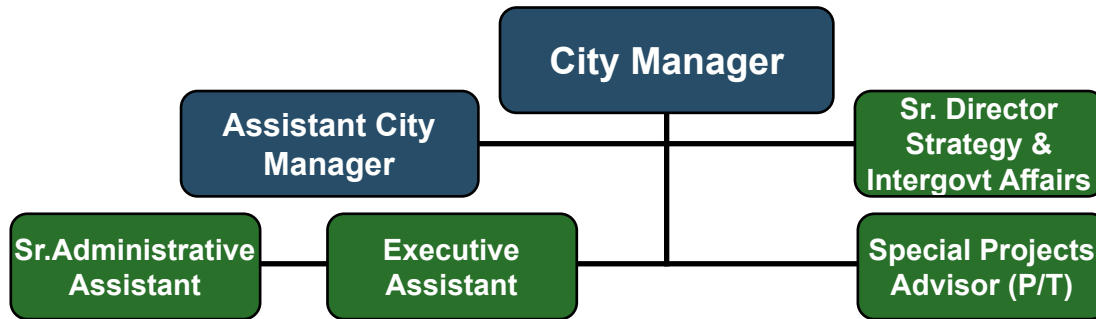 City Manager
Assistant City
Manager
Sr. Director
Strategy &
Intergovt Affairs
Sr.Administrative
Assistant
Executive
Assistant
Special Projects
Advisor (P/T)